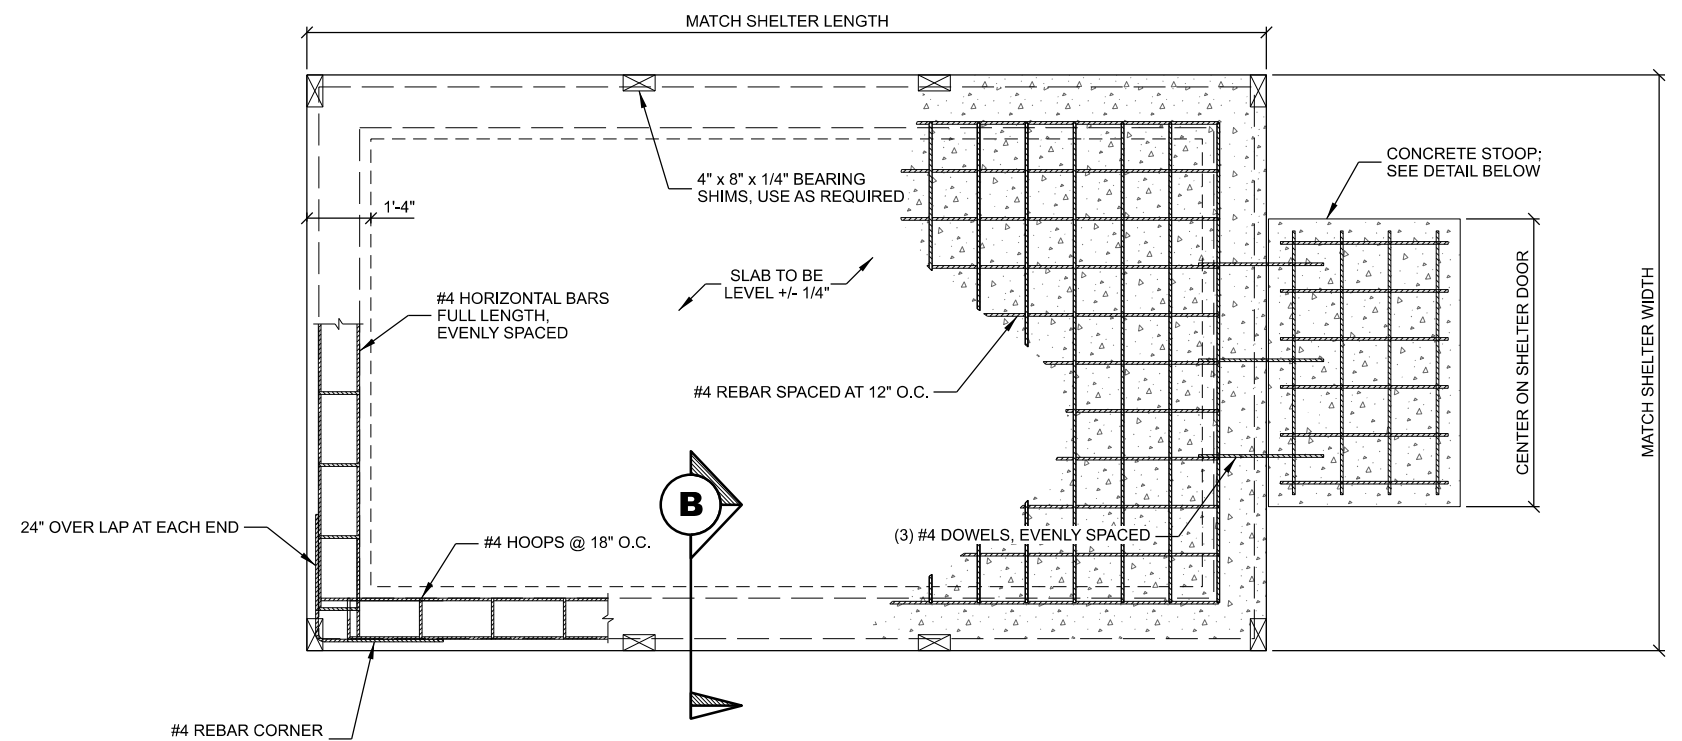 MATCH SHELTER LENGTH
4" x 8" x 1/4" BEARING
SHIMS, USE AS REQUIRED
CONCRETE STOOP;
SEE DETAIL BELOW
1'-4"
SLAB TO BE
LEVEL +/- 1/4"
#4 HORIZONTAL BARS
FULL LENGTH,
EVENLY SPACED
#4 REBAR SPACED AT 12" O.C.
CENTER ON SHELTER DOOR
MATCH SHELTER WIDTH
B
24" OVER LAP AT EACH END
#4 HOOPS @ 18" O.C.
(3) #4 DOWELS, EVENLY SPACED
#4 REBAR CORNER